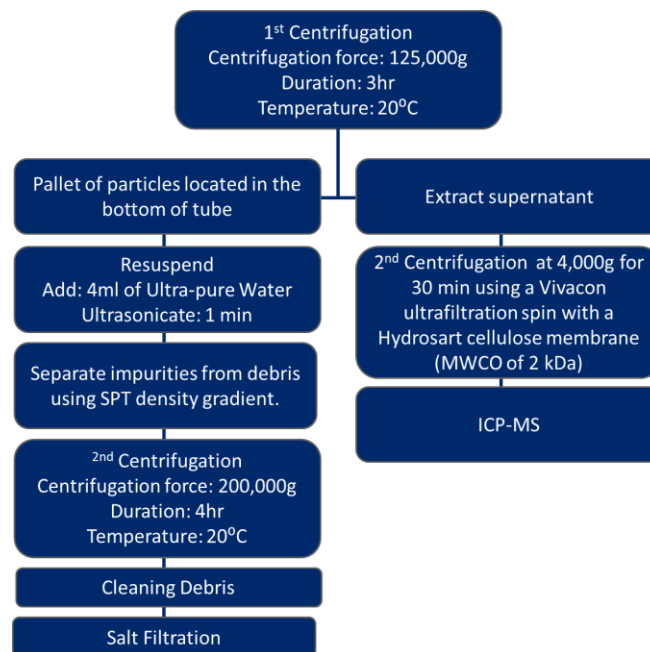 1st Centrifugation
Centrifugation force: 125,000g
Duration: 3hr
Temperature: 20⁰C
Pallet of particles located in the
bottom of tube
Extract supernatant
Resuspend
Add: 4ml of Ultra-pure Water
Ultrasonicate: 1 min
2nd Centrifugation at 4,000g for
30 min using a Vivacon
ultrafiltration spin with a
Hydrosart cellulose membrane
(MWCO of 2 kDa)
Separate impurities from debris
using SPT density gradient.
ICP-MS
2nd Centrifugation
Centrifugation force: 200,000g
Duration: 4hr
Temperature: 20⁰C
Cleaning Debris
Salt Filtration